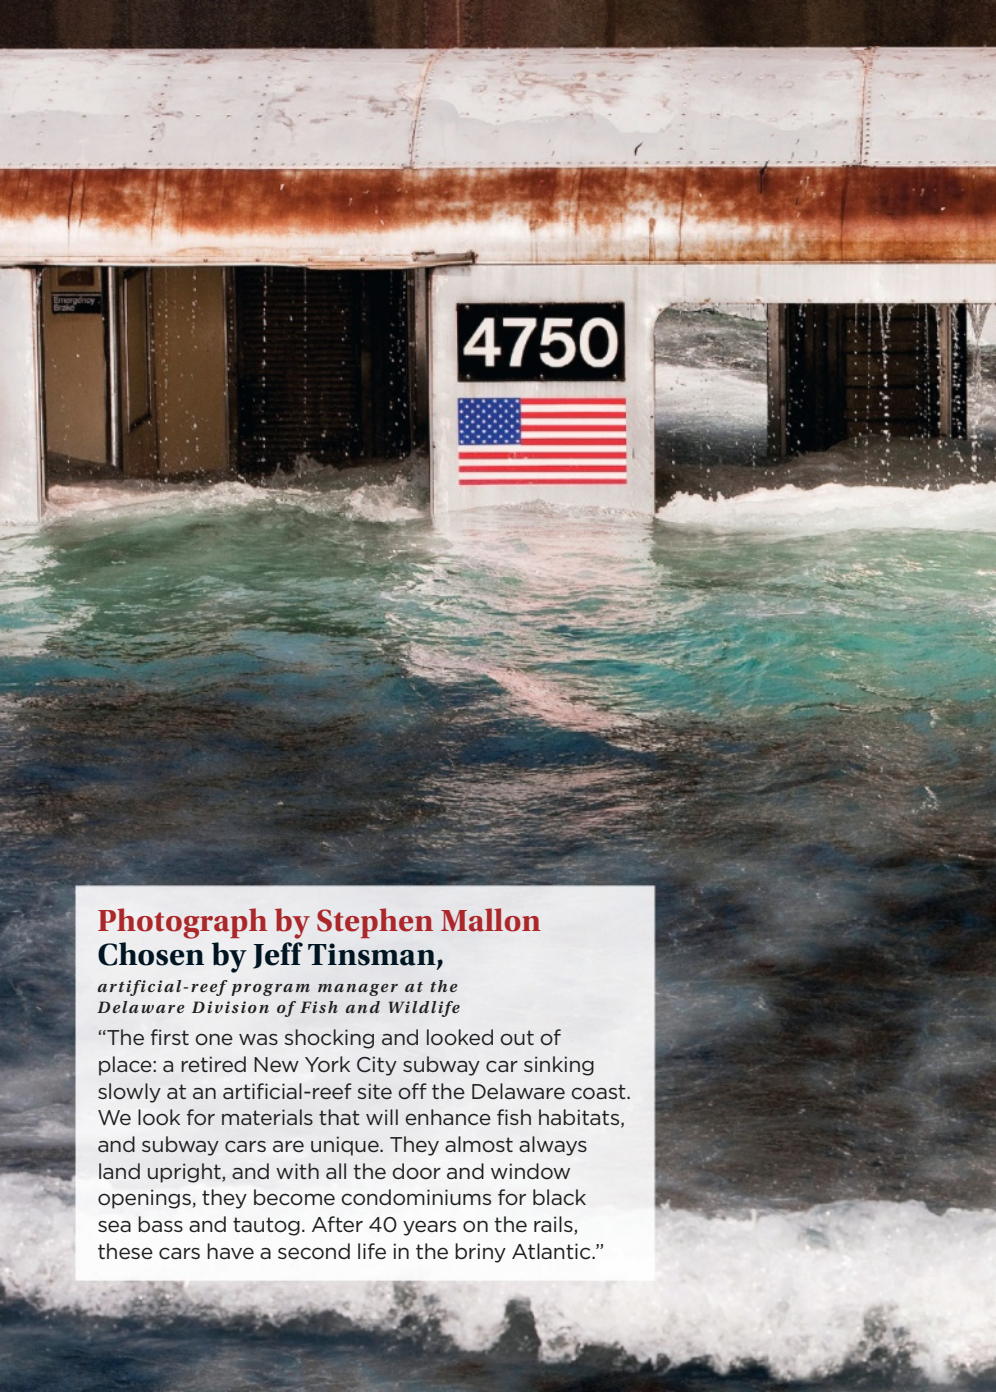 Emergency
Brake
4750
Photograph by Stephen Mallon
Chosen by Jeff Tinsman,
artificial-reef program manager at the
Delaware Division of Fish and Wildlife
“The first one was shocking and looked out of
place: a retired New York City subway car sinking
slowly at an artificial-reef site off the Delaware coast.
We look for materials that will enhance fish habitats,
and subway cars are unique. They almost always
land upright, and with all the door and window
openings, they become condominiums for black
sea bass and tautog. After 40 years on the rails,
these cars have a second life in the briny Atlantic.”